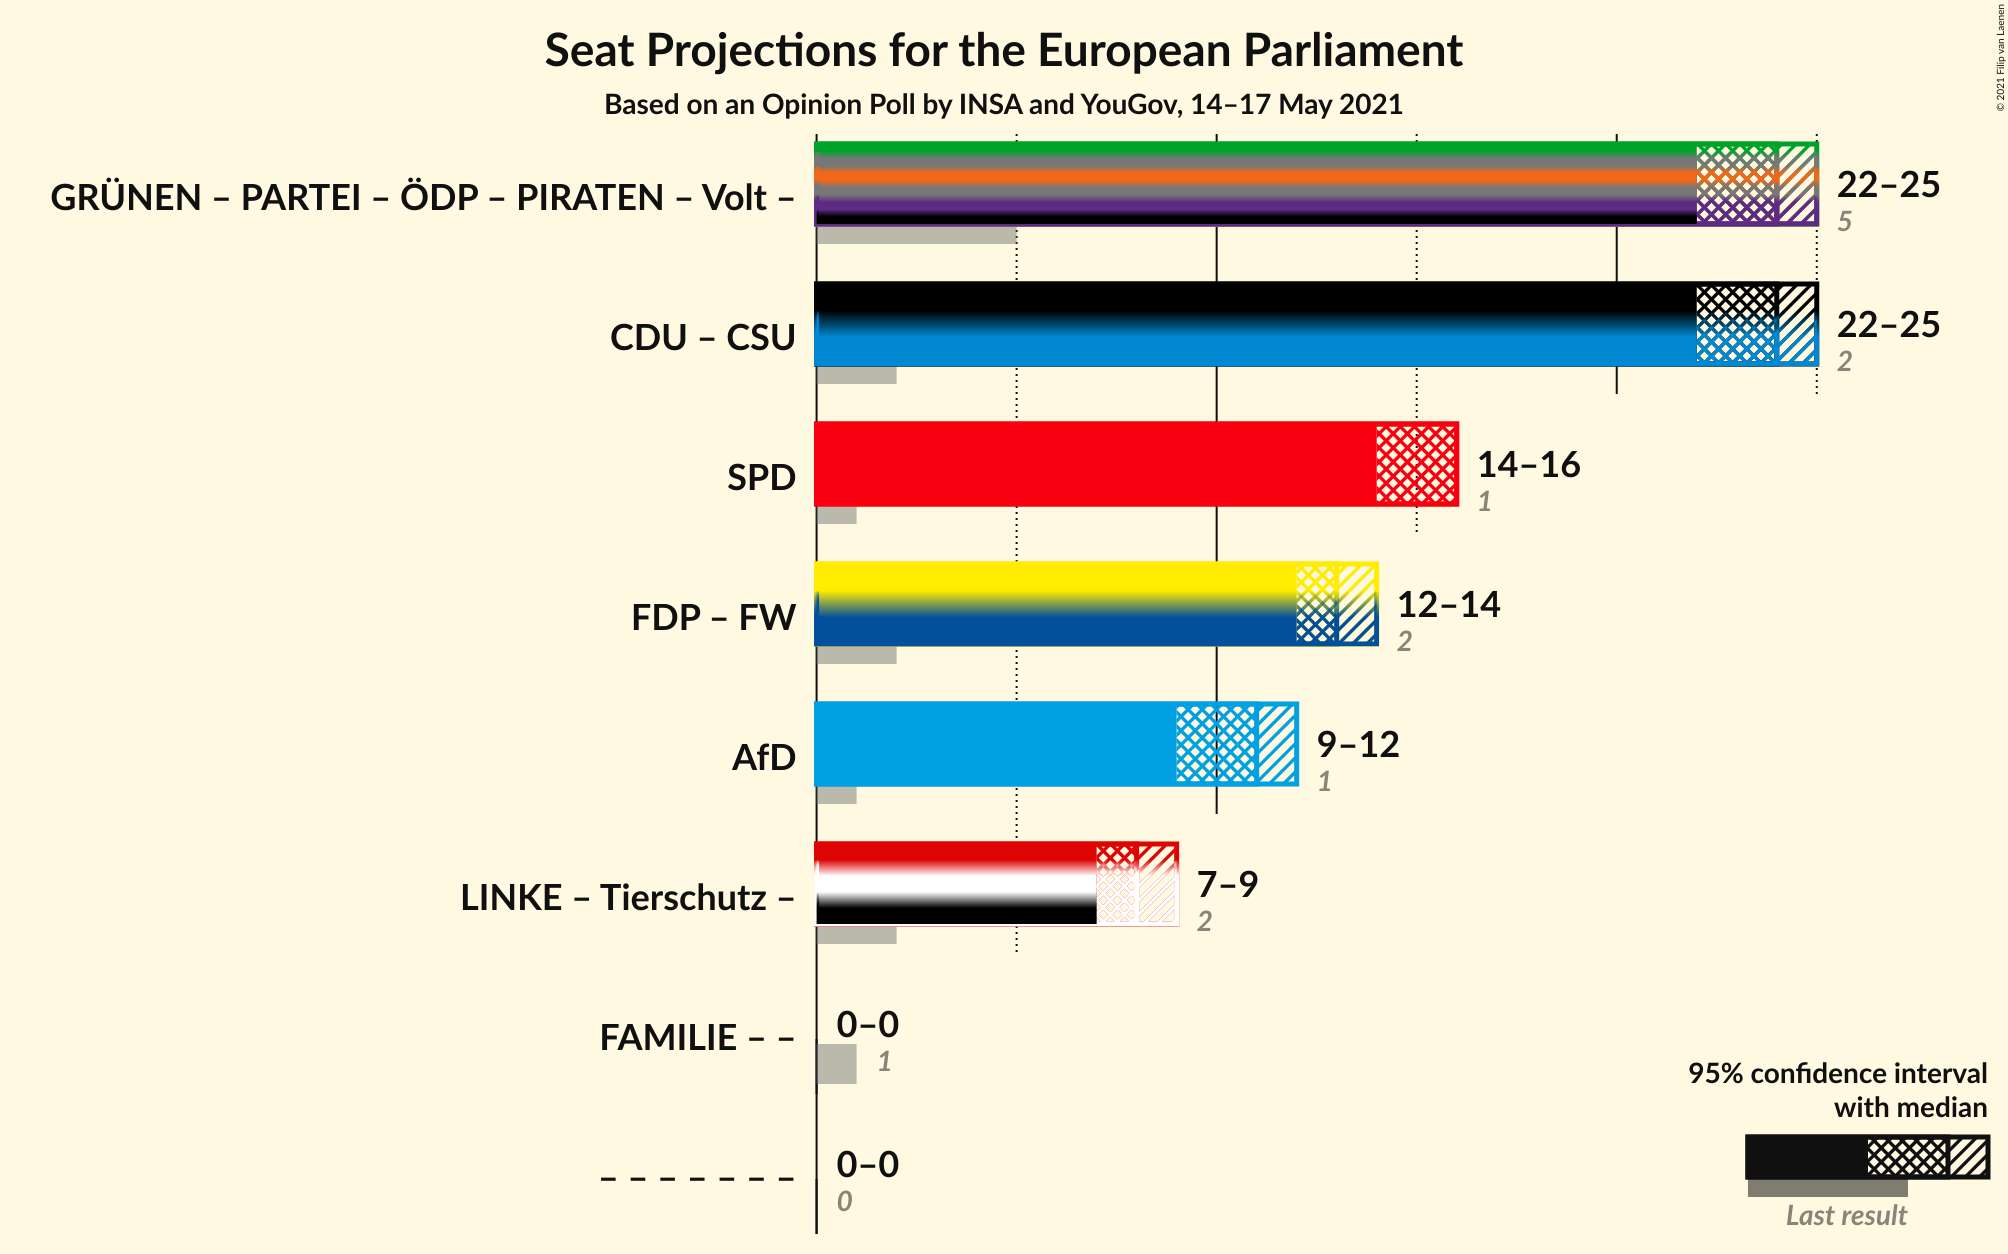 Seat Projections for the European Parliament
Based on an Opinion Poll by INSA and YouGov, 14–17 May 2021
© 2021 Filip van Laenen
GRÜNEN – PARTEI – ÖDP – PIRATEN – Volt –
22–25
5
CDU – CSU
22–25
2
SPD
14–16
1
FDP – FW
12–14
2
AfD
9–12
1
LINKE – Tierschutz –
7–9
2
FAMILIE – –
0–0
1
– – – – – – –
0–0
0
95% confidence interval
with median
Last result